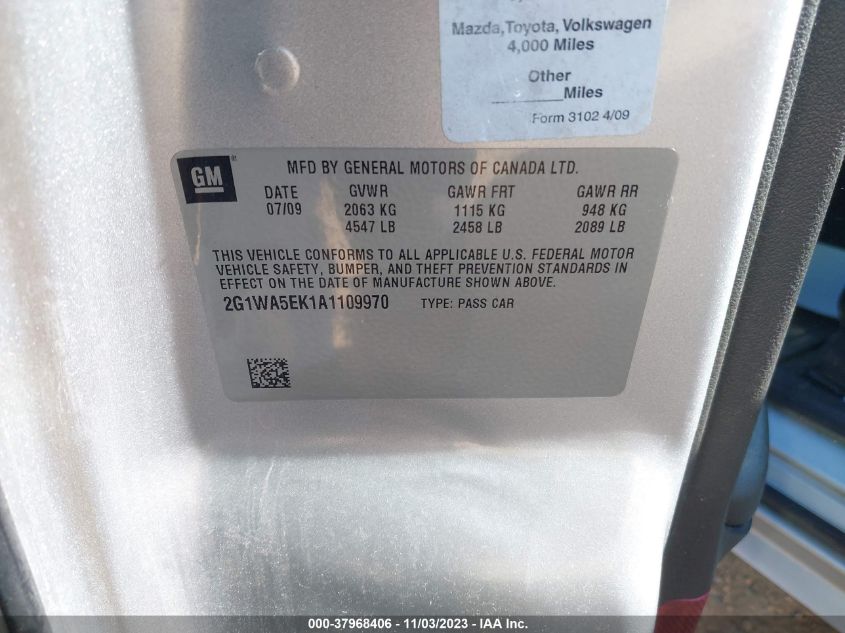 Mazda,Toyota, Volkswagen
4,000 Miles
Other
______Miles
Form 3102 4/09
GM
MFD BY GENERAL MOTORS OF CANADA LTD.
DATE GVWR GAWR FRT GAWR RR
07/09 2063 KG 1115 KG 948 KG
4547 LB 2458 LB 2089 LB
THIS VEHICLE CONFORMS TO ALL APPLICABLE U.S. FEDERAL MOTOR
VEHICLE SAFETY, BUMPER, AND THEFT PREVENTION STANDARDS IN
EFFECT ON THE DATE OF MANUFACTURE SHOWN ABOVE.
2G1WA5EK1A1109970 TYPE: PASS CAR
000-37968406 - 11/03/2023 - IAA Inc.